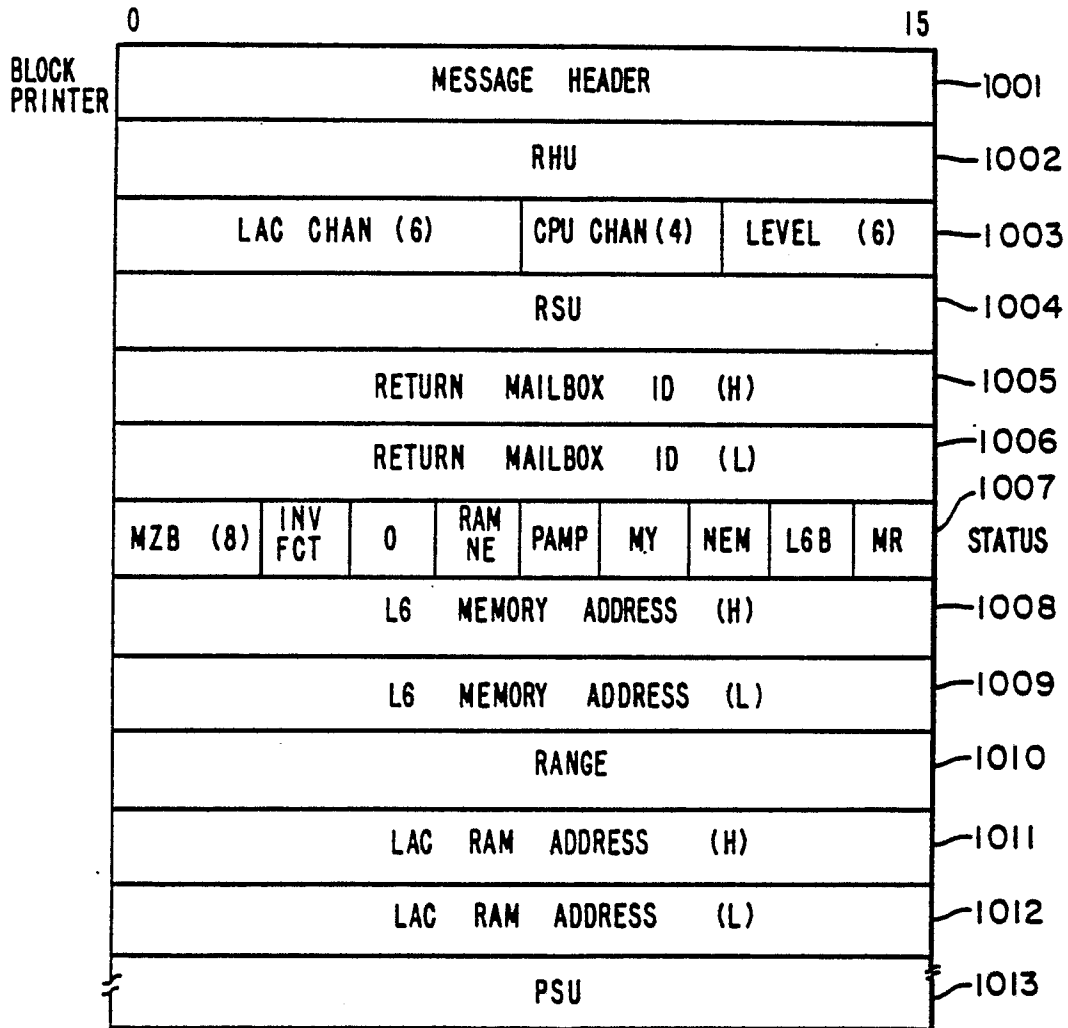 0 15
BLOCK
PRINTER
MESSAGE HEADER 1001
RHU 1002
LAC CHAN (6) CPU CHAN (4) LEVEL (6) 1003
RSU 1004
RETURN MAILBOX ID (H) 1005
RETURN MAILBOX ID (L) 1006
1007
MZB (8) INV FCT 0 RAM NE PAMP MY NEM L6B MR STATUS
L6 MEMORY ADDRESS (H) 1008
L6 MEMORY ADDRESS (L) 1009
RANGE 1010
LAC RAM ADDRESS (H) 1011
LAC RAM ADDRESS (L) 1012
PSU 1013